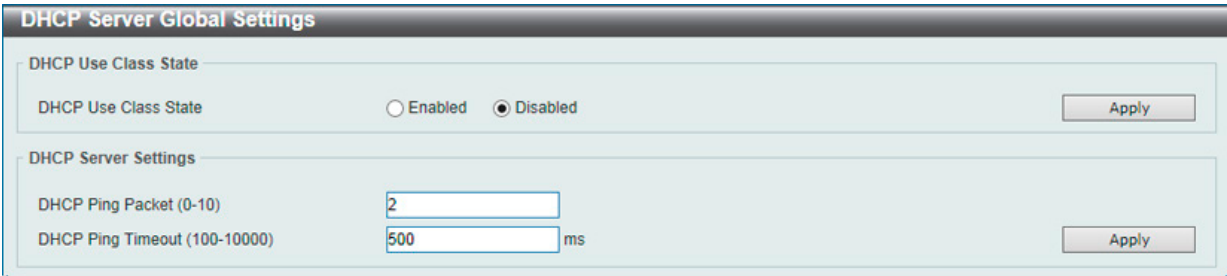 DHCP Server Global Settings
DHCP Use Class State
DHCP Use Class State Enabled Disabled Apply
DHCP Server Settings
DHCP Ping Packet (0-10) 2
DHCP Ping Timeout (100-10000) 500 ms Apply